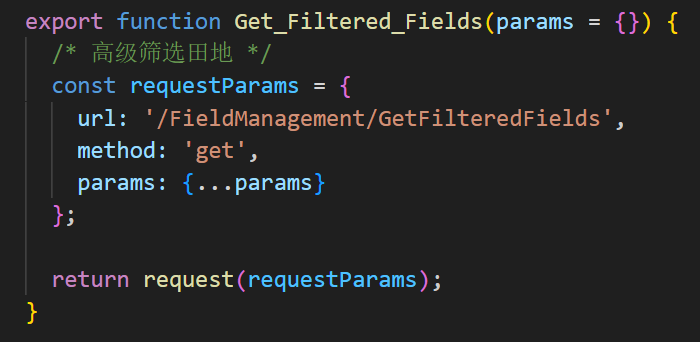 export function Get_Filtered_Fields(params = {}) {
  /* 高级筛选田地 */
  const requestParams = {
    url: '/FieldManagement/GetFilteredFields',
    method: 'get',
    params: {...params}
  };

  return request(requestParams);
}